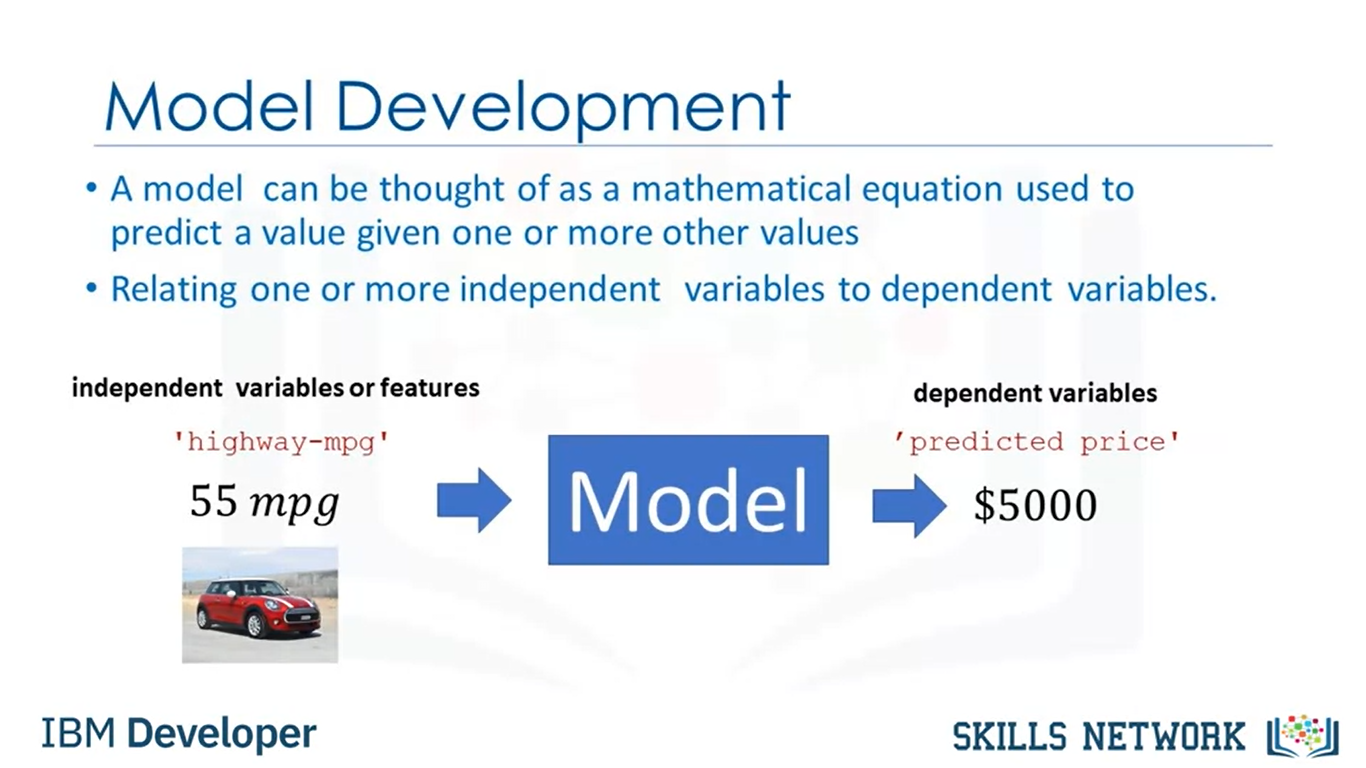 Model Development
• A model can be thought of as a mathematical equation used to
predict a value given one or more other values
• Relating one or more independent variables to dependent variables.
independent variables or features
dependent variables
'highway-mpg'
’predicted price'
55 mpg
Model
$5000
IBM Developer
SKILLS NETWORK